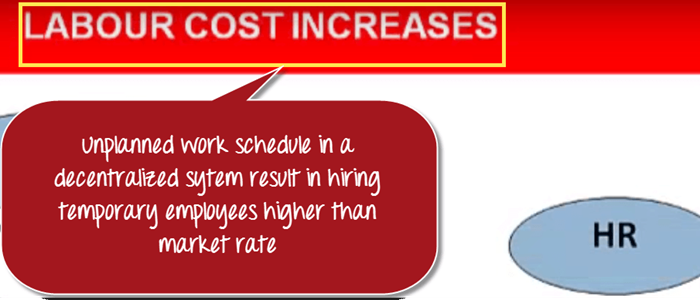 LABOUR COST INCREASES
Unplanned work schedule in a
decentralized sytem result in hiring
temporary employees higher than
market rate
HR